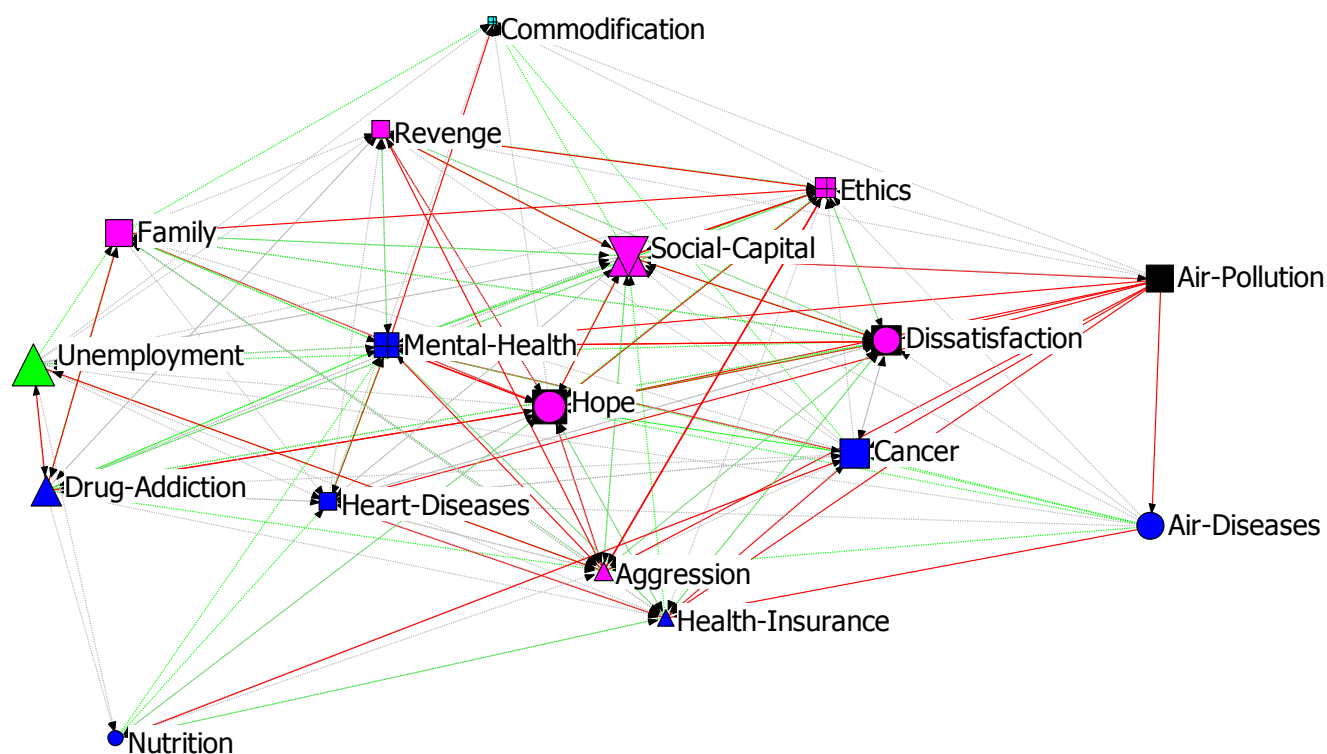 Commodification
Revenge
Ethics
Family
Social-Capital
Air-Pollution
Unemployment
Mental-Health
Dissatisfaction
Hope
Cancer
Drug-Addiction
Heart-Diseases
Air-Diseases
Aggression
Health-Insurance
Nutrition